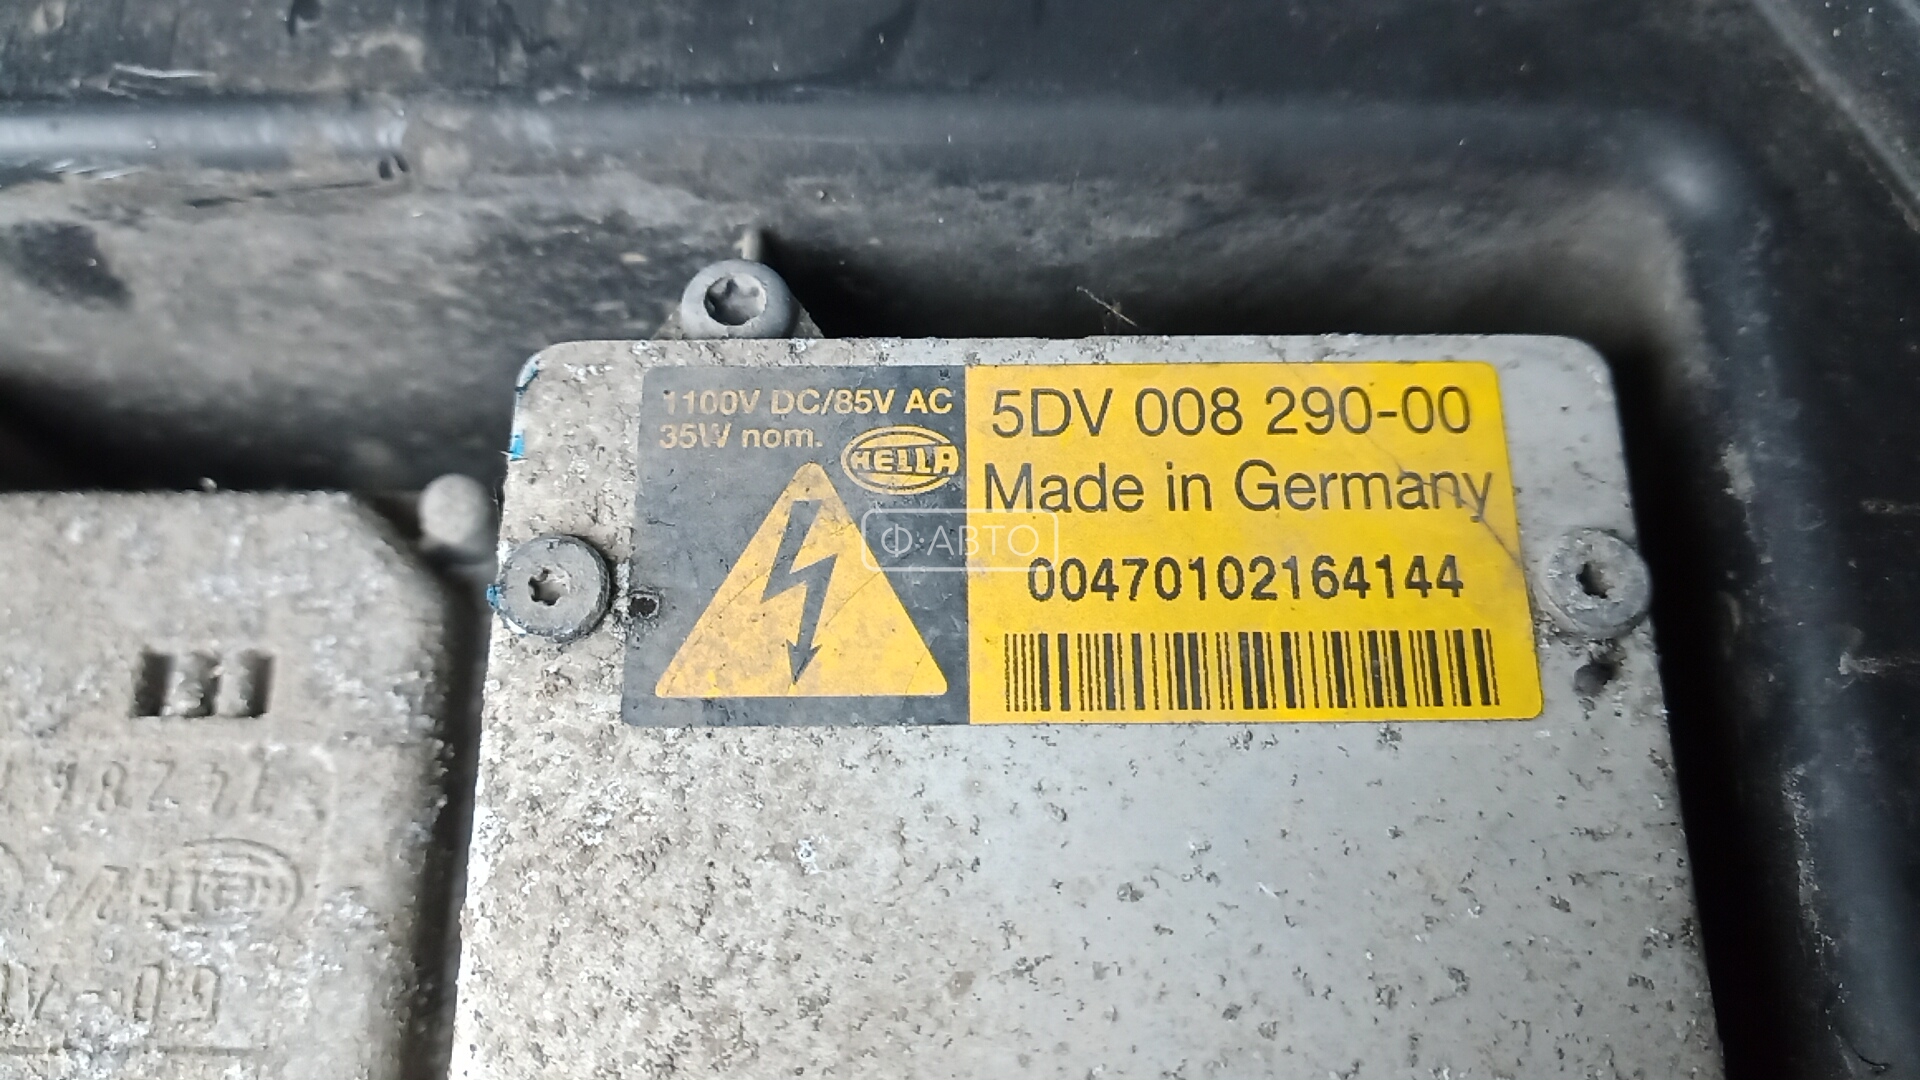 1100V DC/85V AC
35W nom.
HELLA
5DV 008 290-00
Made in Germany
00470102164144
Ф·АВТО